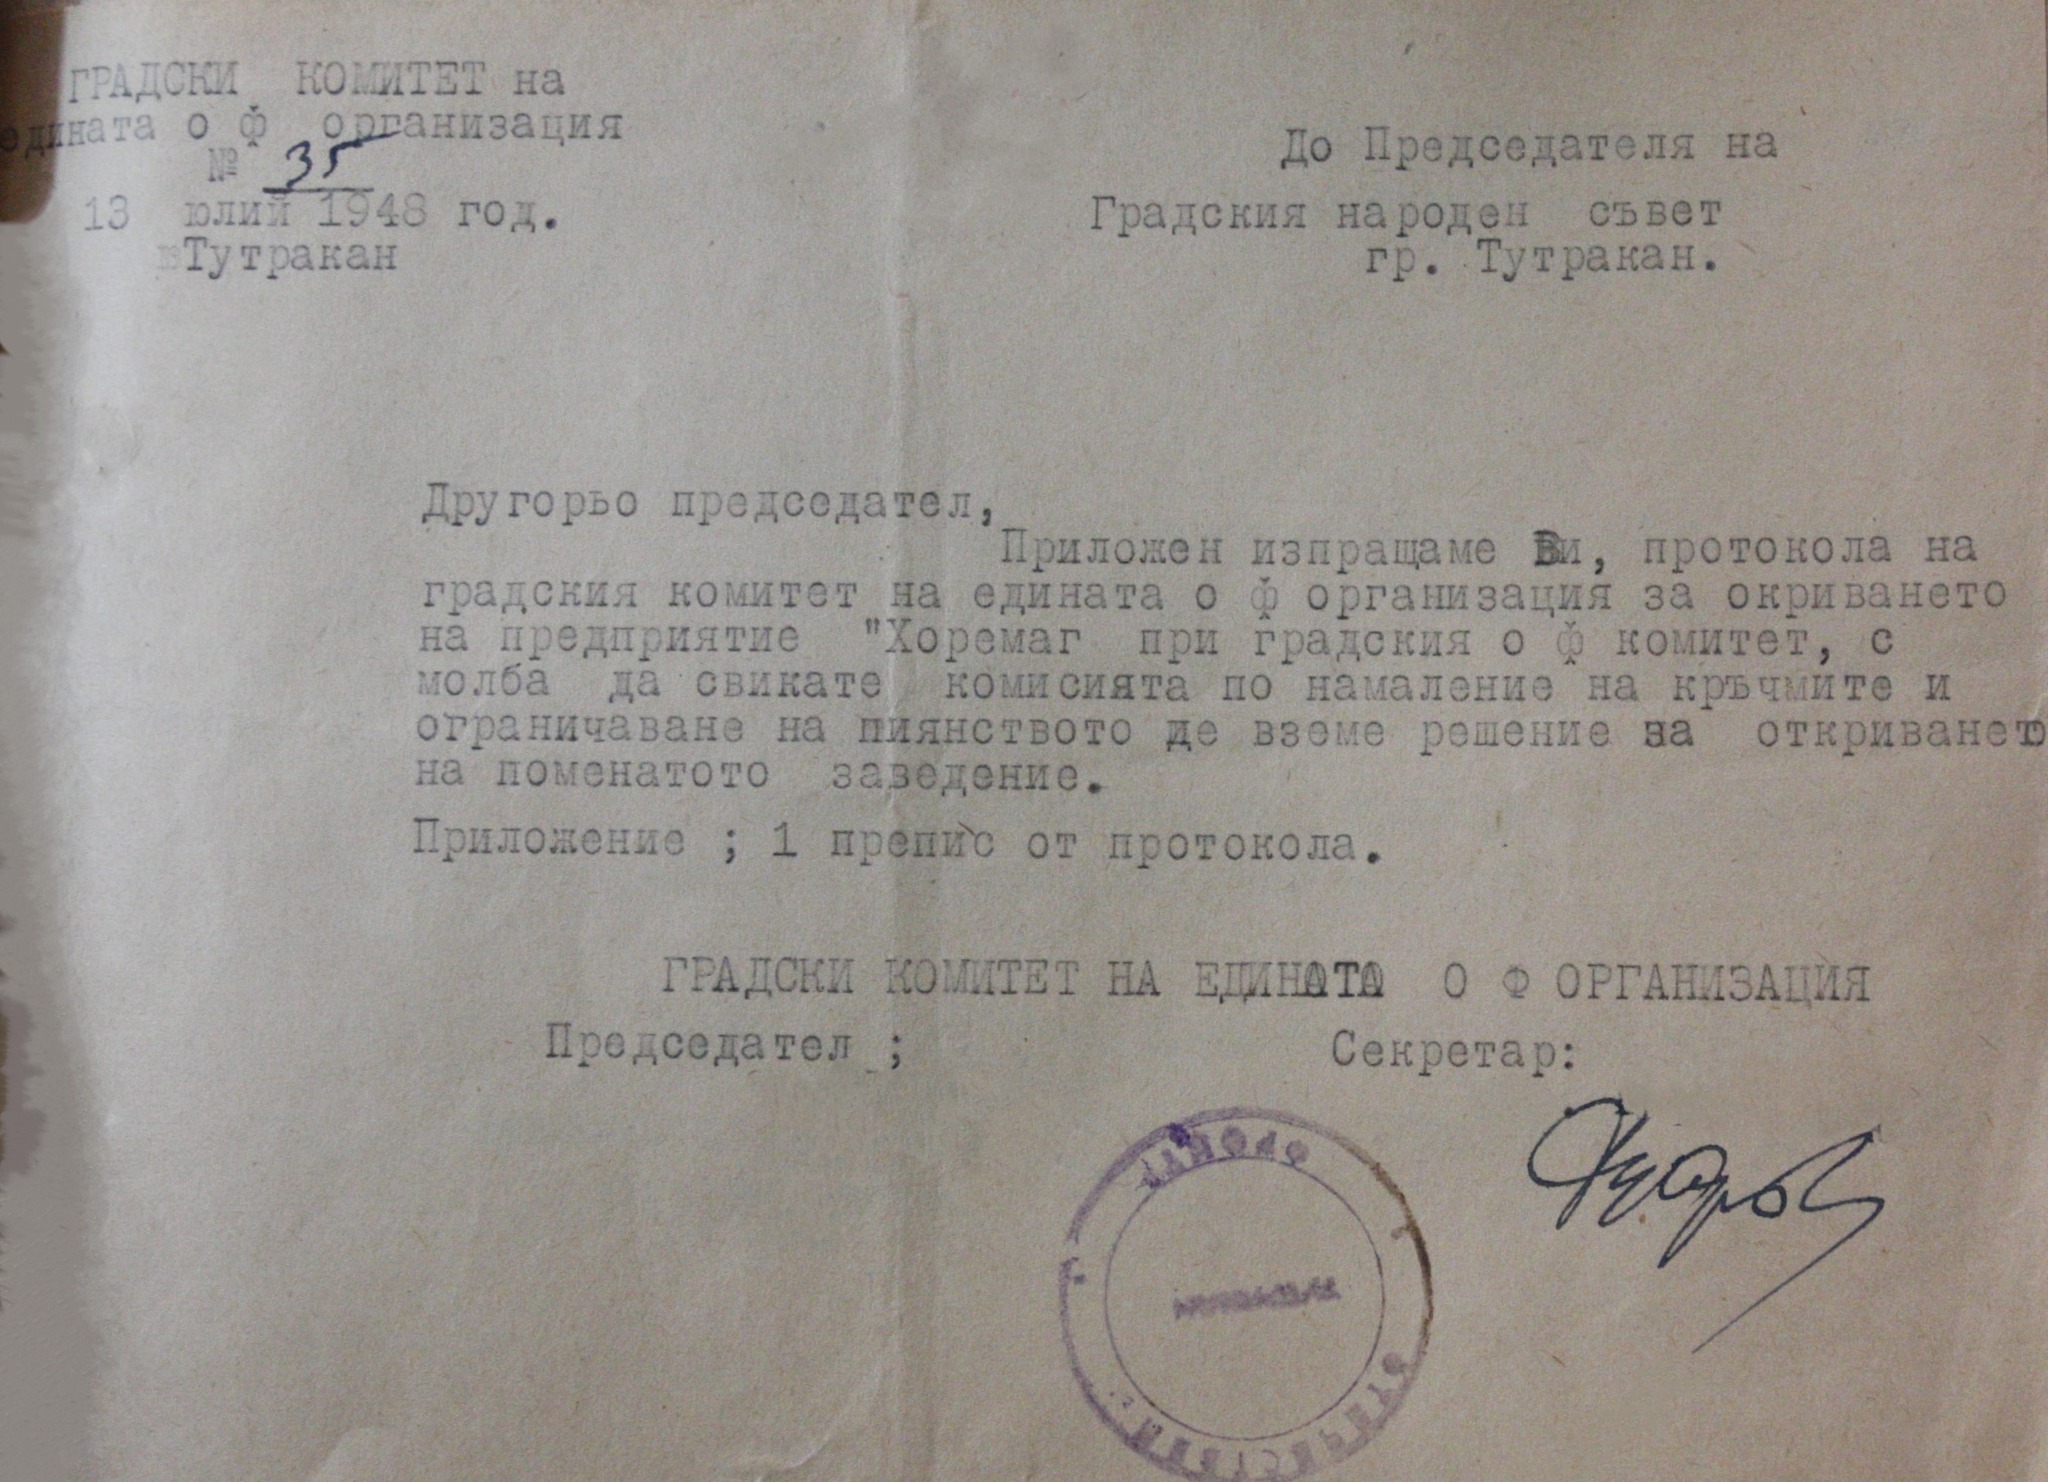 ГРАДСКИ КОМИТЕТ на
едината о ф организация
№ 35
13 юлий 1948 год.
Тутракан
До Председателя на
Градския народен съвет
гр. Тутракан.
Другорьо председател,
Приложен изпращаме Ви, протокола на
градския комитет на едината о ф организация за окриването
на предприятие "Хоремаг при градския о ф комитет, с
молба да свикате комисията по намаление на кръчмите и
ограничаване на пиянството де вземе решение за откриването
на поменатото заведение.
Приложение ; 1 препис от протокола.
ГРАДСКИ КОМИТЕТ НА ЕДИНАТА О Ф ОРГАНИЗАЦИЯ
Председател ;
Секретар: